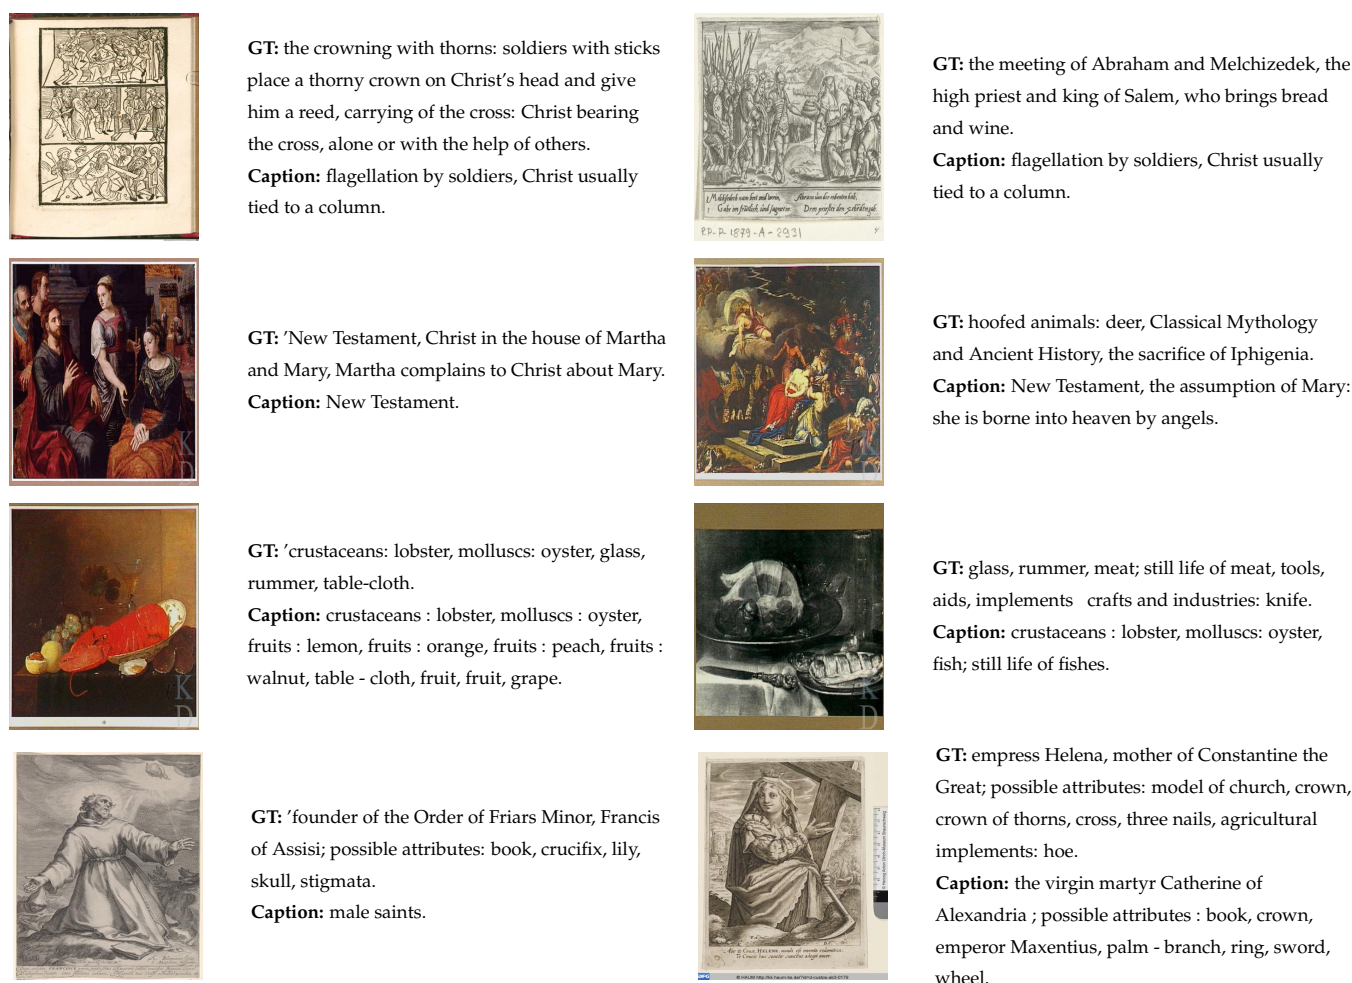 GT: the crowning with thorns: soldiers with sticks
place a thorny crown on Christ's head and give
him a reed, carrying of the cross: Christ bearing
the cross, alone or with the help of others.
Caption: flagellation by soldiers, Christ usually
tied to a column.
GT: the meeting of Abraham and Melchizedek, the
high priest and king of Salem, who brings bread
and wine.
Caption: flagellation by soldiers, Christ usually
tied to a column.
P.P.-P. 1879-A-2931
GT: ’New Testament, Christ in the house of Martha
and Mary, Martha complains to Christ about Mary.
Caption: New Testament.
K
D
GT: hoofed animals: deer, Classical Mythology
and Ancient History, the sacrifice of Iphigenia.
Caption: New Testament, the assumption of Mary:
she is borne into heaven by angels.
GT: ’crustaceans: lobster, molluscs: oyster, glass,
rummer, table-cloth.
Caption: crustaceans : lobster, molluscs : oyster,
fruits : lemon, fruits : orange, fruits : peach, fruits :
walnut, table - cloth, fruit, fruit, grape.
K
D
GT: glass, rummer, meat; still life of meat, tools,
aids, implements crafts and industries: knife.
Caption: crustaceans : lobster, molluscs: oyster,
fish; still life of fishes.
K
D
GT: ’founder of the Order of Friars Minor, Francis
of Assisi; possible attributes: book, crucifix, lily,
skull, stigmata.
Caption: male saints.
GT: empress Helena, mother of Constantine the
Great; possible attributes: model of church, crown,
crown of thorns, cross, three nails, agricultural
implements: hoe.
Caption: the virgin martyr Catherine of
Alexandria ; possible attributes : book, crown,
emperor Maxentius, palm - branch, ring, sword,
wheel.